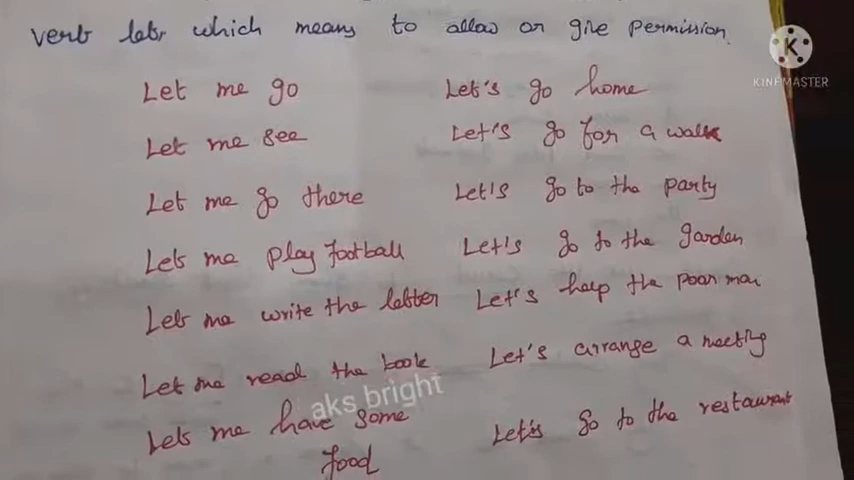 verb let, which means to allow or give permission.
KINEMASTER
Let me go Let's go home
Let me see Let's go for a walk
Let me go there Let's go to the party
Let me play football Let's go to the garden
Let me write the letter Let's help the poor man
Let me read the book Let's arrange a meeting
aks bright
Let me have some Let's go to the restaurant
food